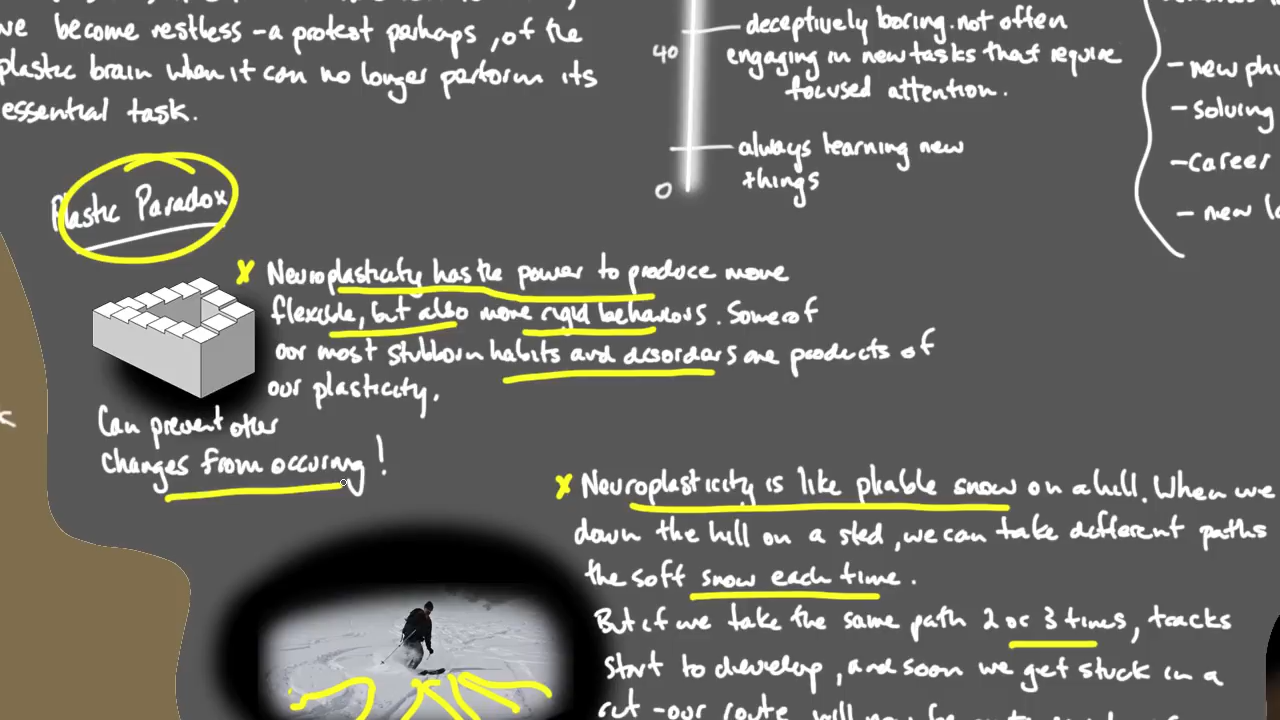 we become restless - a protest perhaps, of the
plastic brain when it can no longer perform its
essential task.
40
deceptively boring. not often
engaging in new tasks that require
focused attention.
always learning new
things
0
- new
- solving
- career
- new
Plastic Paradox
x Neuroplasticity has the power to produce more
flexible, but also more rigid behaviors. Some of
our most stubborn habits and disorders are products of
our plasticity.
Can prevent other
changes from occuring!
x Neuroplasticity is like pliable snow on a hill. When we
down the hill on a sled, we can take different paths
the soft snow each time.
But if we take the same path 2 or 3 times, tracks
start to develop, and soon we get stuck in a
rut - our route will now be